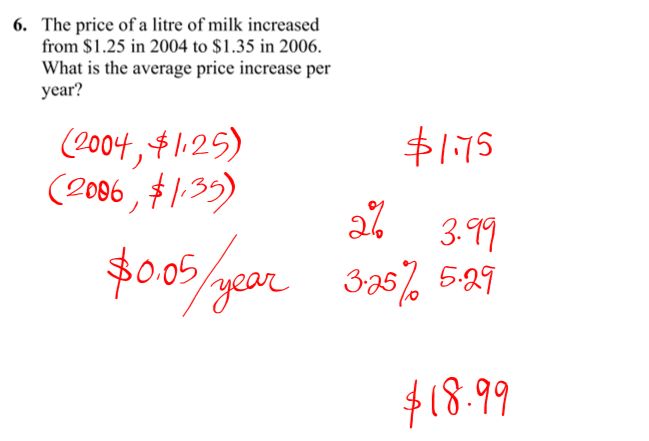 6. The price of a litre of milk increased
from $1.25 in 2004 to $1.35 in 2006.
What is the average price increase per
year?
(2004, $1.25)
(2006, $1.35)
$0.05/year
$1.75
2% 3.99
3.25% 5.29
$18.99